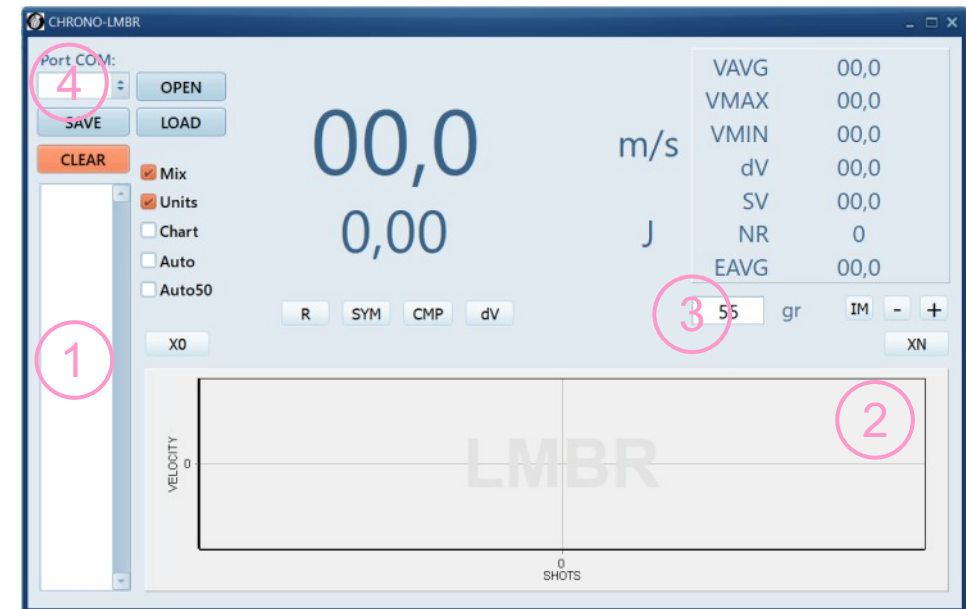 CHRONO-LMBR
Port COM:
4
OPEN
SAVE
LOAD
CLEAR
Mix
Units
Chart
Auto
Auto50
00,0 m/s
0,00 J
VAVG 00,0
VMAX 00,0
VMIN 00,0
dV 00,0
SV 00,0
NR 0
EAVG 00,0
R SYM CMP dV
3
55 gr IM - +
X0
XN
1
2
VELOCITY
0
LMBR
0
SHOTS